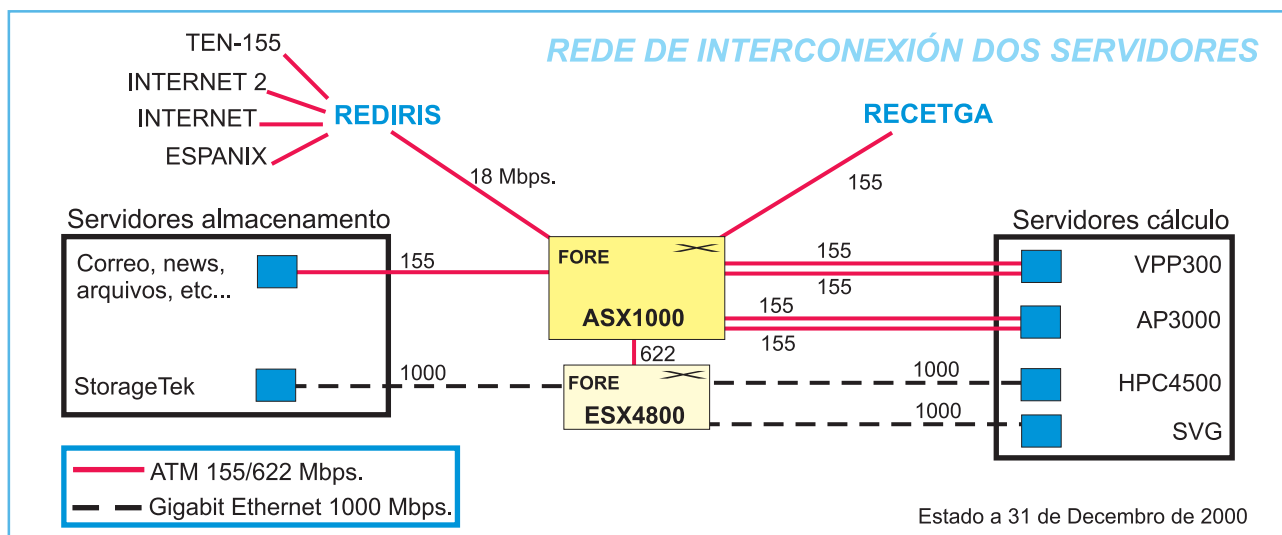 REDE DE INTERCONEXIÓN DOS SERVIDORES
TEN-155
INTERNET 2
INTERNET
ESPANIX
REDIRIS
RECETGA
18 Mbps.
155
Servidores almacenamento
Servidores cálculo
Correo, news,
arquivos, etc...
155
FORE
ASX1000
155
155
VPP300
155
155
AP3000
622
StorageTek
1000
FORE
ESX4800
1000
HPC4500
1000
SVG
ATM 155/622 Mbps.
Gigabit Ethernet 1000 Mbps.
Estado a 31 de Decembro de 2000